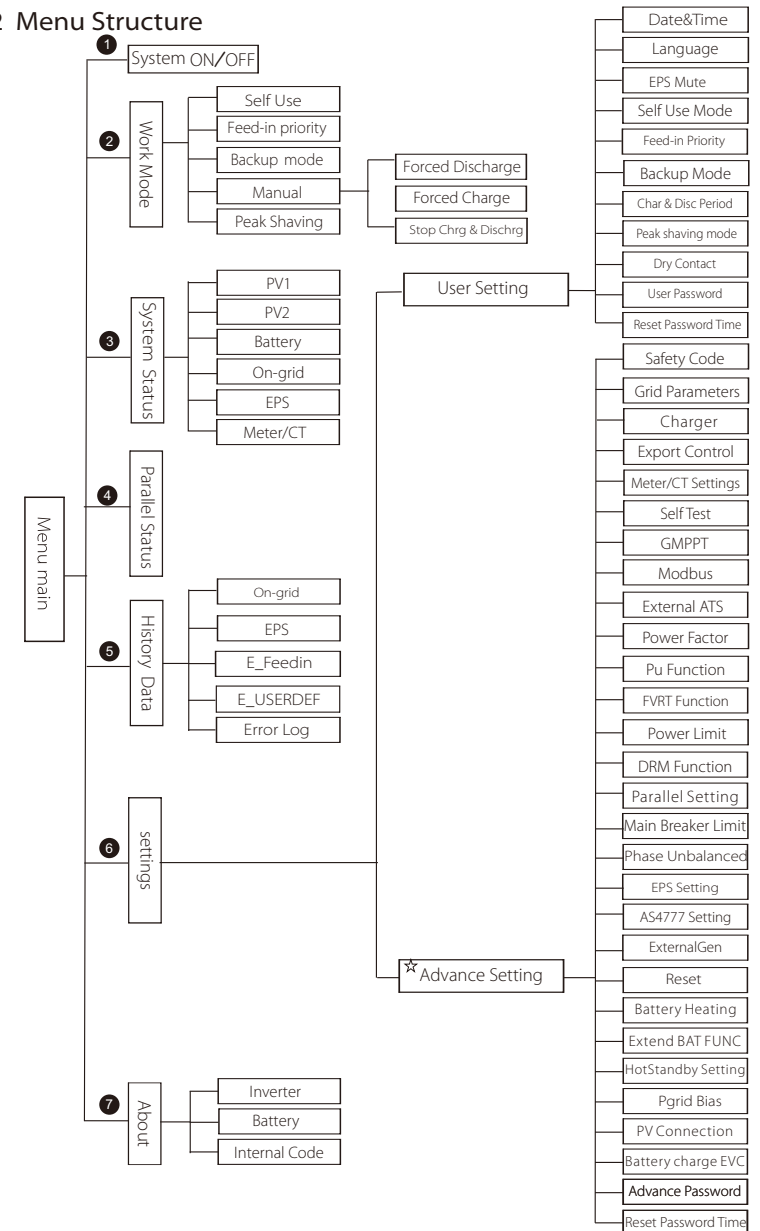 2 Menu Structure
Menu main
1
System ON/OFF
2
Work Mode
Self Use
Feed-in priority
Backup mode
Manual
Peak Shaving
Forced Discharge
Forced Charge
Stop Chrg & Dischrg
3
System Status
PV1
PV2
Battery
On-grid
EPS
Meter/CT
4
Parallel Status
5
History Data
On-grid
EPS
E_Feedin
E_USERDEF
Error Log
6
settings
User Setting
Date&Time
Language
EPS Mute
Self Use Mode
Feed-in Priority
Backup Mode
Char & Disc Period
Peak shaving mode
Dry Contact
User Password
Reset Password Time
☆Advance Setting
Safety Code
Grid Parameters
Charger
Export Control
Meter/CT Settings
Self Test
GMPPT
Modbus
External ATS
Power Factor
Pu Function
FVRT Function
Power Limit
DRM Function
Parallel Setting
Main Breaker Limit
Phase Unbalanced
EPS Setting
AS4777 Setting
ExternalGen
Reset
Battery Heating
Extend BAT FUNC
HotStandby Setting
Pgrid Bias
PV Connection
Battery charge EVC
Advance Password
Reset Password Time
7
About
Inverter
Battery
Internal Code